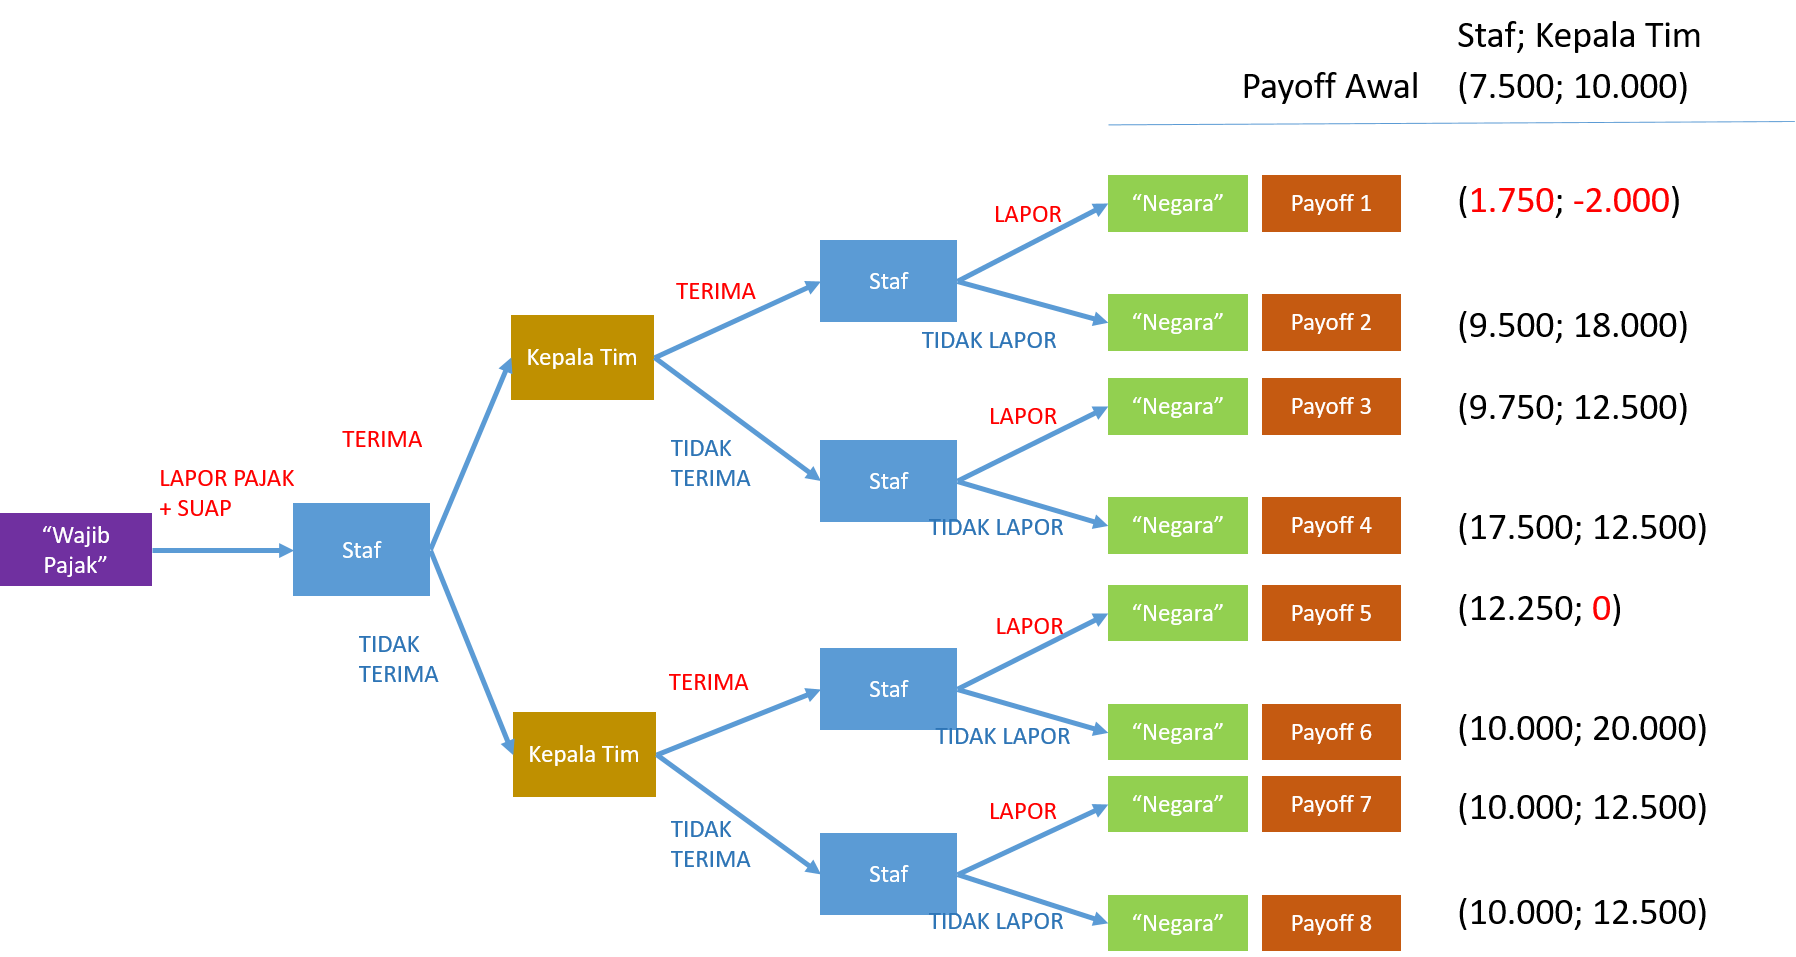 Staf; Kepala Tim
Payoff Awal (7.500; 10.000)
LAPOR
"Negara" Payoff 1 (1.750; -2.000)
Staf
TERIMA
"Negara" Payoff 2 (9.500; 18.000)
TIDAK LAPOR
Kepala Tim
LAPOR
"Negara" Payoff 3 (9.750; 12.500)
TERIMA
TIDAK
TERIMA
Staf
LAPOR PAJAK
+ SUAP
"Negara" Payoff 4 (17.500; 12.500)
TIDAK LAPOR
"Wajib
Pajak"
Staf
LAPOR
"Negara" Payoff 5 (12.250; 0)
TIDAK
TERIMA
TERIMA
Staf
"Negara" Payoff 6 (10.000; 20.000)
TIDAK LAPOR
Kepala Tim
LAPOR
"Negara" Payoff 7 (10.000; 12.500)
TIDAK
TERIMA
Staf
TIDAK LAPOR
"Negara" Payoff 8 (10.000; 12.500)